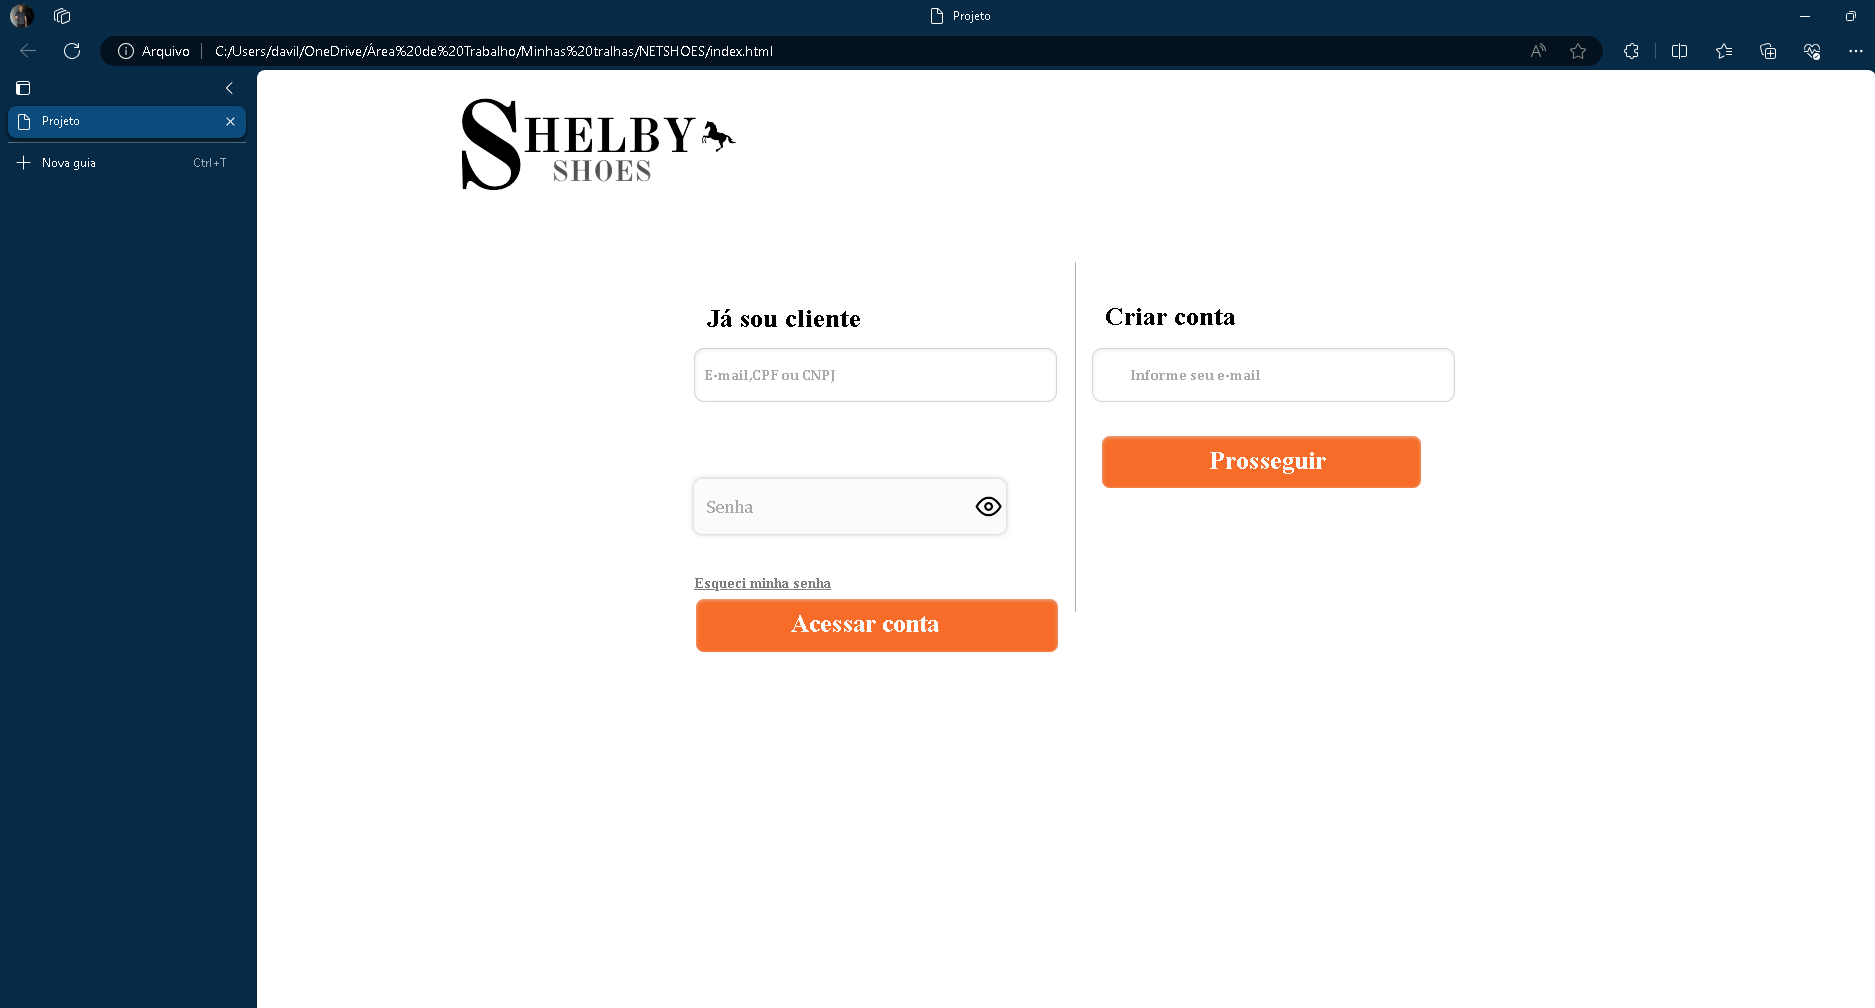 Projeto
Arquivo
C:/Users/davil/OneDrive/Área%20de%20Trabalho/Minhas%20tralhas/NETSHOES/index.html
Projeto
Nova guia
Ctrl+T
SHELBY
SHOES
Já sou cliente
E-mail,CPF ou CNPJ
Senha
Esqueci minha senha
Acessar conta
Criar conta
Informe seu e-mail
Prosseguir